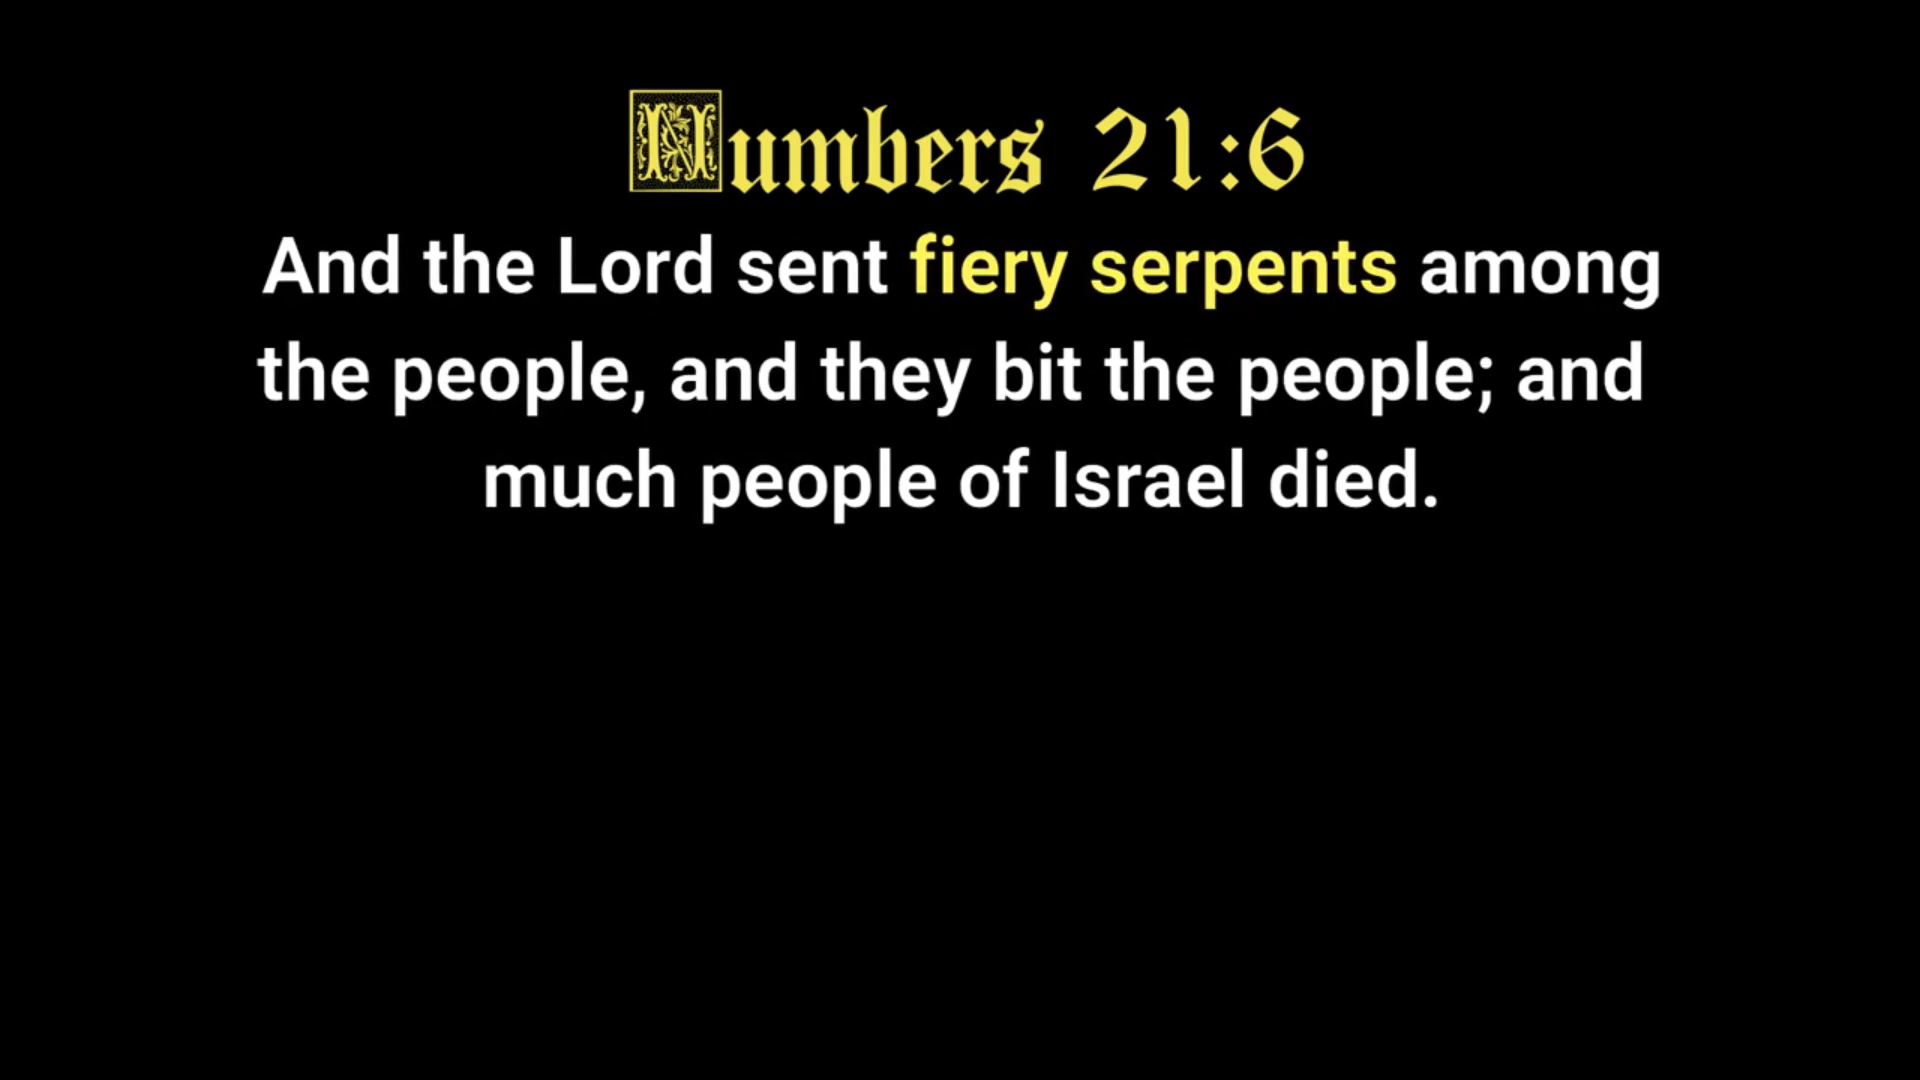 Numbers 21:6
And the Lord sent fiery serpents among
the people, and they bit the people; and
much people of Israel died.